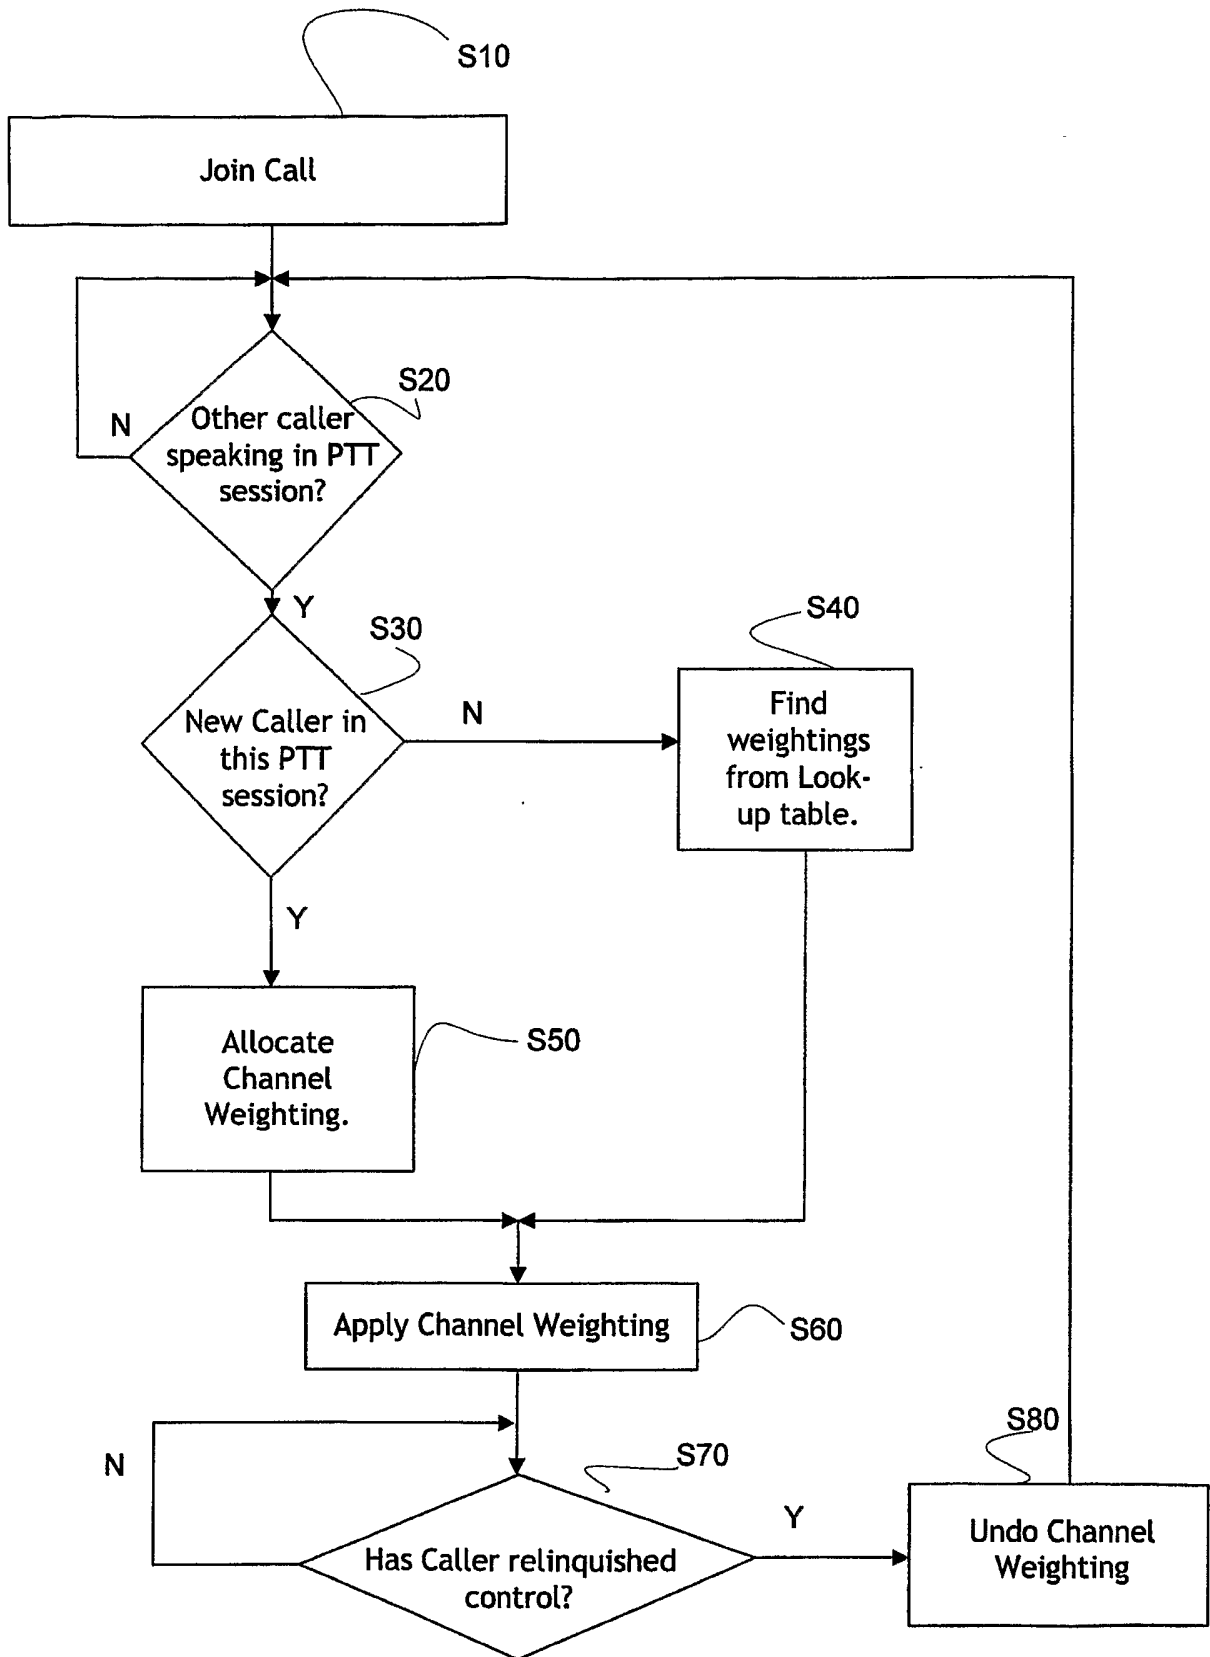 S10
Join Call
S20
N
Other caller
speaking in PTT
session?
Y
S30
S40
New Caller in
this PTT
session?
N
Find
weightings
from Look-
up table.
Y
Allocate
Channel
Weighting.
S50
Apply Channel Weighting
S60
N
S70
S80
Has Caller relinquished
control?
Y
Undo Channel
Weighting